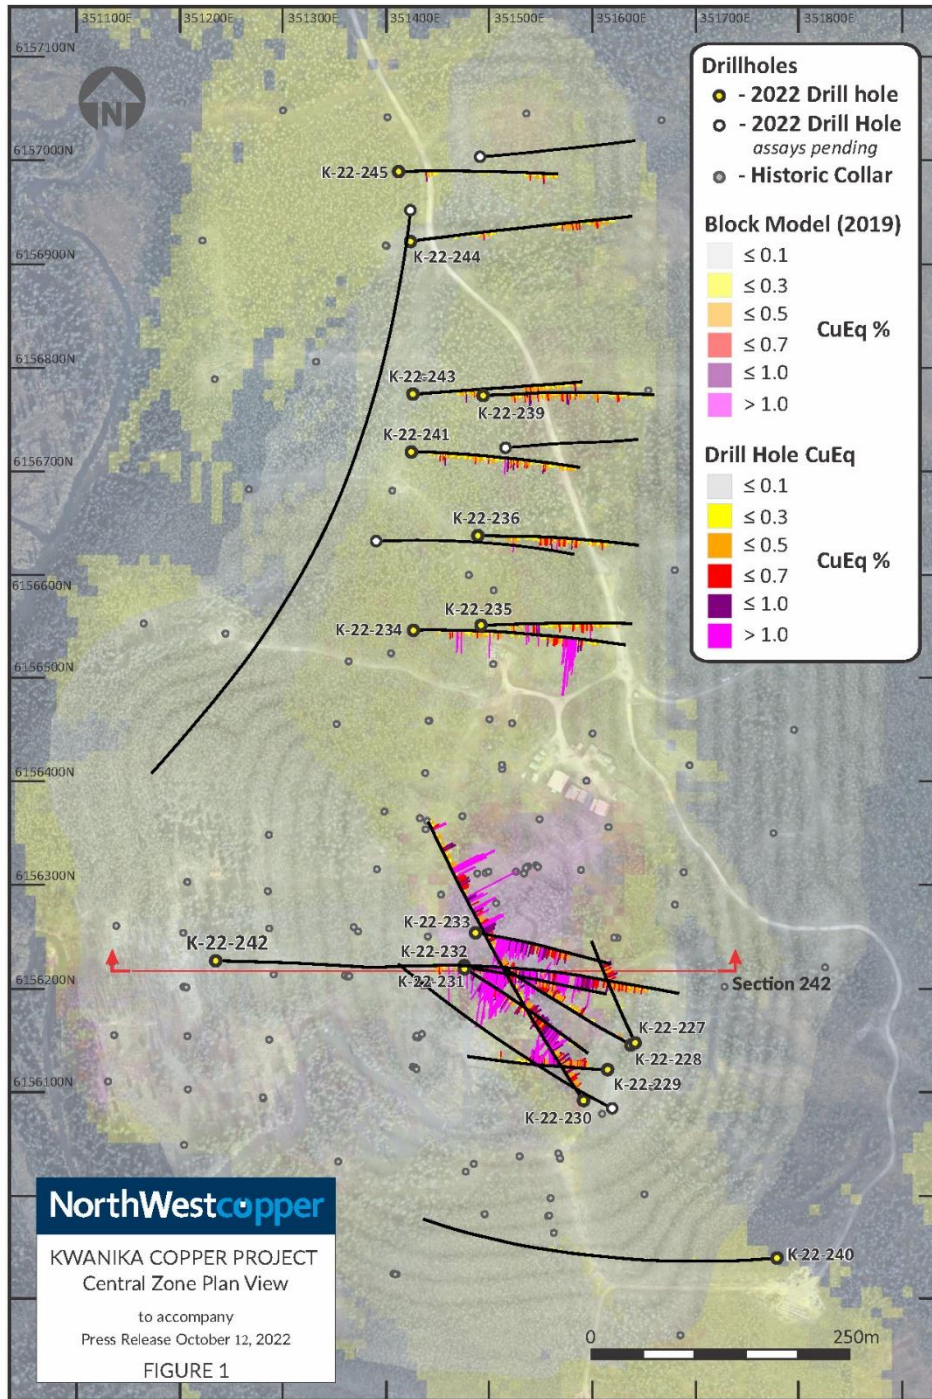 351100E 351200E 351300E 351400E 351500E 351600E 351700E 351800E
6157100N
6157000N
6156900N
6156800N
6156700N
6156600N
6156500N
6156400N
6156300N
6156200N
6156100N
N
Drillholes
- 2022 Drill hole
- 2022 Drill Hole
assays pending
- Historic Collar
Block Model (2019)
≤ 0.1
≤ 0.3
≤ 0.5
≤ 0.7
≤ 1.0
> 1.0
CuEq %
Drill Hole CuEq
≤ 0.1
≤ 0.3
≤ 0.5
≤ 0.7
≤ 1.0
> 1.0
CuEq %
K-22-245
K-22-244
K-22-243
K-22-239
K-22-241
K-22-236
K-22-235
K-22-234
K-22-233
K-22-242
K-22-232
K-22-231
Section 242
K-22-227
K-22-228
K-22-229
K-22-230
K-22-240
NorthWestcopper
KWANIKA COPPER PROJECT
Central Zone Plan View
to accompany
Press Release October 12, 2022
FIGURE 1
0 250m